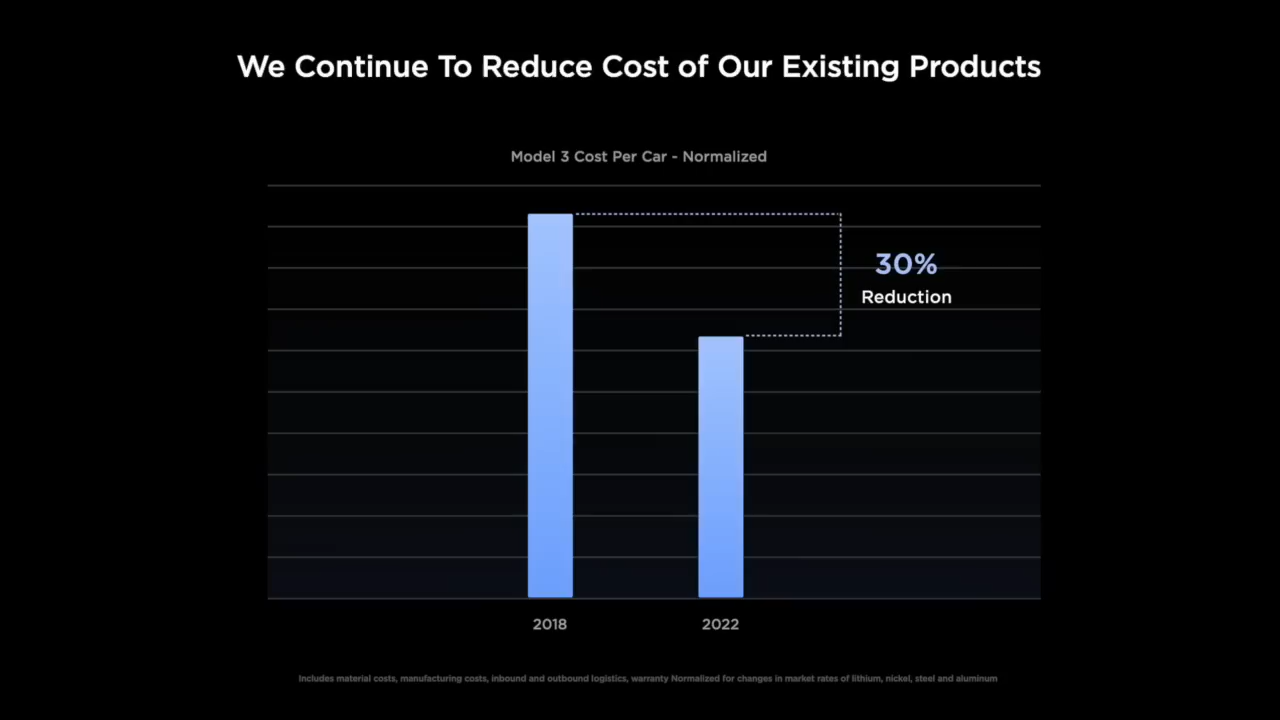 We Continue To Reduce Cost of Our Existing Products
Model 3 Cost Per Car - Normalized
30%
Reduction
2018
2022
Includes material costs, manufacturing costs, inbound and outbound logistics, warranty Normalized for changes in market rates of lithium, nickel, steel and aluminum